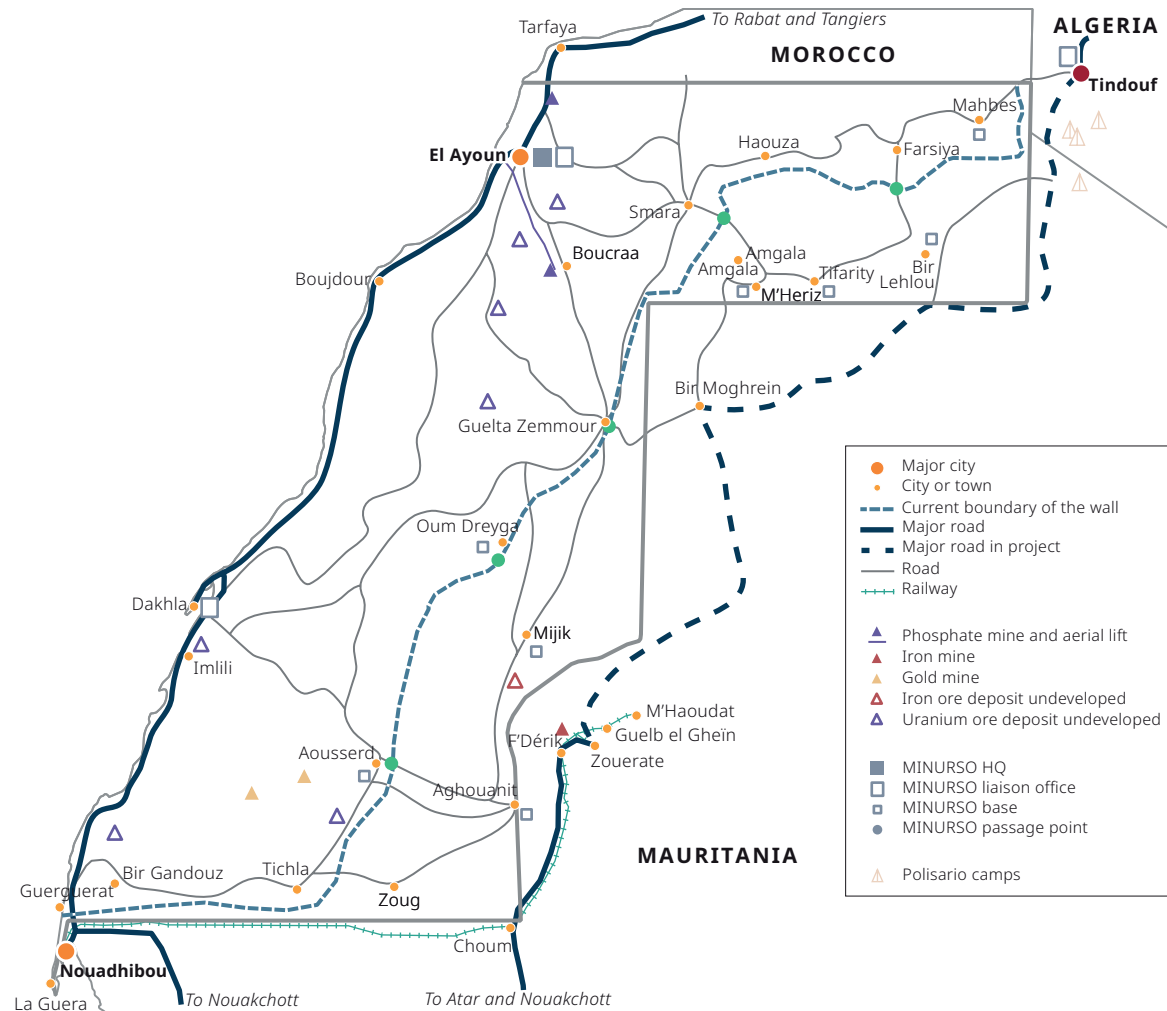 To Rabat and Tangiers
Tarfaya
ALGERIA
MOROCCO
Tindouf
Mahbes
Haouza
Farsiya
El Ayoun
Smara
Boucraa
Amgala
Amgala
Tifarity
Bir
Lehlou
M'Heriz
Boujdour
Bir Moghrein
Guelta Zemmour
Oum Dreyga
Dakhla
Imlili
Mijik
M'Haoudat
Guelb el Gheïn
F'Dérik
Zouerate
Aousserd
Aghouanit
MAURITANIA
Bir Gandouz
Tichla
Zoug
Guerguerat
Choum
Nouadhibou
La Guera
To Nouakchott
To Atar and Nouakchott
Major city
City or town
Current boundary of the wall
Major road
Major road in project
Road
Railway
Phosphate mine and aerial lift
Iron mine
Gold mine
Iron ore deposit undeveloped
Uranium ore deposit undeveloped
MINURSO HQ
MINURSO liaison office
MINURSO base
MINURSO passage point
Polisario camps